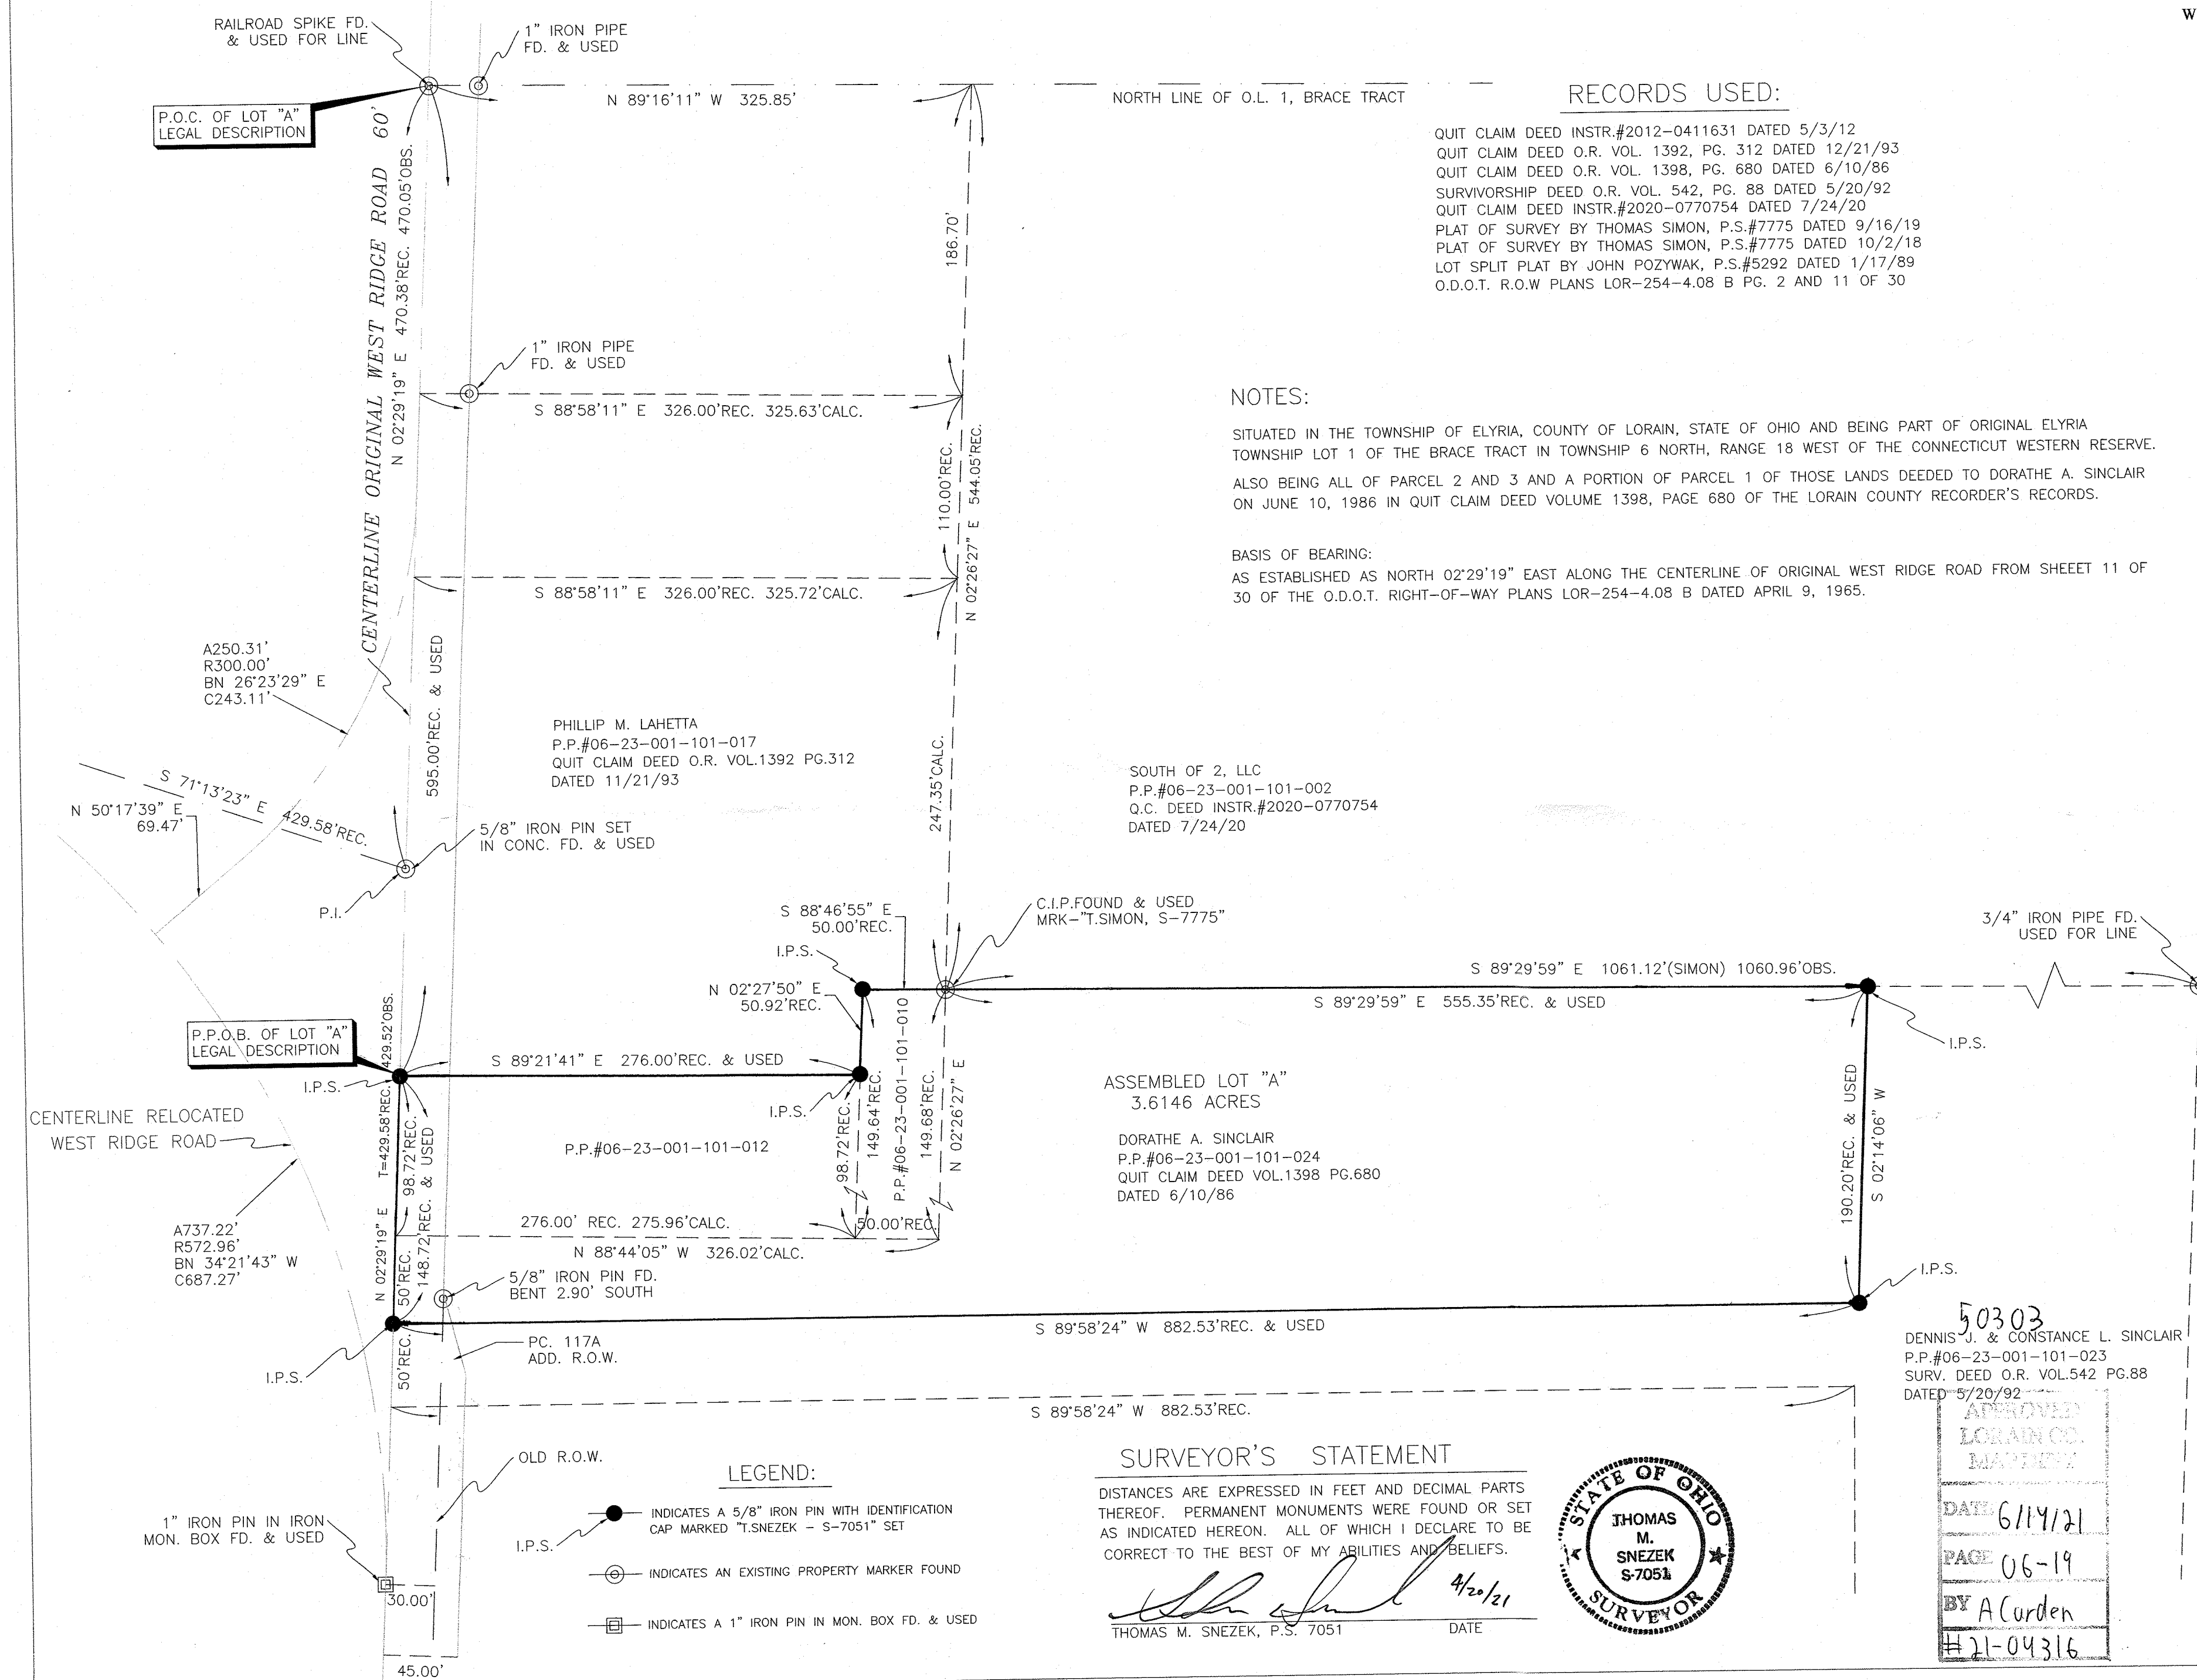 W
RAILROAD SPIKE FD.
& USED FOR LINE
1" IRON PIPE
FD. & USED
P.O.C. OF LOT "A"
LEGAL DESCRIPTION
N 89°16'11" W 325.85'
NORTH LINE OF O.L. 1, BRACE TRACT
RECORDS USED:
QUIT CLAIM DEED INSTR.#2012-0411631 DATED 5/3/12
QUIT CLAIM DEED O.R. VOL. 1392, PG. 312 DATED 12/21/93
QUIT CLAIM DEED O.R. VOL. 1398, PG. 680 DATED 6/10/86
SURVIVORSHIP DEED O.R. VOL. 542, PG. 88 DATED 5/20/92
QUIT CLAIM DEED INSTR.#2020-0770754 DATED 7/24/20
PLAT OF SURVEY BY THOMAS SIMON, P.S.#7775 DATED 9/16/19
PLAT OF SURVEY BY THOMAS SIMON, P.S.#7775 DATED 10/2/18
LOT SPLIT PLAT BY JOHN POZYWAK, P.S.#5292 DATED 1/17/89
O.D.O.T. R.O.W PLANS LOR-254-4.08 B PG. 2 AND 11 OF 30
CENTERLINE ORIGINAL WEST RIDGE ROAD 60'
N 02°29'19" E 470.38'REC. 470.05'OBS.
186.70'
1" IRON PIPE
FD. & USED
S 88°58'11" E 326.00'REC. 325.63'CALC.
110.00'REC.
N 02°26'27" E 544.05'REC.
S 88°58'11" E 326.00'REC. 325.72'CALC.
NOTES:
SITUATED IN THE TOWNSHIP OF ELYRIA, COUNTY OF LORAIN, STATE OF OHIO AND BEING PART OF ORIGINAL ELYRIA
TOWNSHIP LOT 1 OF THE BRACE TRACT IN TOWNSHIP 6 NORTH, RANGE 18 WEST OF THE CONNECTICUT WESTERN RESERVE.
ALSO BEING ALL OF PARCEL 2 AND 3 AND A PORTION OF PARCEL 1 OF THOSE LANDS DEEDED TO DORATHE A. SINCLAIR
ON JUNE 10, 1986 IN QUIT CLAIM DEED VOLUME 1398, PAGE 680 OF THE LORAIN COUNTY RECORDER'S RECORDS.
BASIS OF BEARING:
AS ESTABLISHED AS NORTH 02°29'19" EAST ALONG THE CENTERLINE OF ORIGINAL WEST RIDGE ROAD FROM SHEEET 11 OF
30 OF THE O.D.O.T. RIGHT-OF-WAY PLANS LOR-254-4.08 B DATED APRIL 9, 1965.
A250.31'
R300.00'
BN 26°23'29" E
C243.11'
595.00'REC. & USED
PHILLIP M. LAHETTA
P.P.#06-23-001-101-017
QUIT CLAIM DEED O.R. VOL.1392 PG.312
DATED 11/21/93
247.35'CALC.
SOUTH OF 2, LLC
P.P.#06-23-001-101-002
Q.C. DEED INSTR.#2020-0770754
DATED 7/24/20
S 71°13'23" E 429.58'REC.
N 50°17'39" E
69.47'
5/8" IRON PIN SET
IN CONC. FD. & USED
P.I.
S 88°46'55" E
50.00'REC.
C.I.P.FOUND & USED
MRK-"T.SIMON, S-7775"
I.P.S.
3/4" IRON PIPE FD.
USED FOR LINE
S 89°29'59" E 1061.12'(SIMON) 1060.96'OBS.
N 02°27'50" E
50.92'REC.
S 89°29'59" E 555.35'REC. & USED
P.P.O.B. OF LOT "A"
LEGAL DESCRIPTION
S 89°21'41" E 276.00'REC. & USED
I.P.S.
I.P.S.
I.P.S.
T=429.58'REC. 429.52'OBS.
CENTERLINE RELOCATED
WEST RIDGE ROAD
98.72'REC.
148.72'REC. & USED
P.P.#06-23-001-101-012
98.72'REC.
149.64'REC.
P.P.#06-23-001-101-010
149.68'REC.
N 02°26'27" E
ASSEMBLED LOT "A"
3.6146 ACRES
DORATHE A. SINCLAIR
P.P.#06-23-001-101-024
QUIT CLAIM DEED VOL.1398 PG.680
DATED 6/10/86
190.20'REC. & USED
S 02°14'06" W
A737.22'
R572.96'
BN 34°21'43" W
C687.27'
276.00' REC. 275.96'CALC.
50.00'REC.
N 88°44'05" W 326.02'CALC.
N 02°29'19" E
50'REC.
5/8" IRON PIN FD.
BENT 2.90' SOUTH
I.P.S.
S 89°58'24" W 882.53'REC. & USED
PC. 117A
ADD. R.O.W.
50'REC.
I.P.S.
50303
DENNIS J. & CONSTANCE L. SINCLAIR
P.P.#06-23-001-101-023
SURV. DEED O.R. VOL.542 PG.88
DATED 5/20/92
S 89°58'24" W 882.53'REC.
APPROVED
LORAIN CO.
DATE 6/14/21
PAGE 06-19
BY A Carden
#21-04316
OLD R.O.W.
LEGEND:
INDICATES A 5/8" IRON PIN WITH IDENTIFICATION
CAP MARKED "T.SNEZEK - S-7051" SET
I.P.S.
INDICATES AN EXISTING PROPERTY MARKER FOUND
INDICATES A 1" IRON PIN IN MON. BOX FD. & USED
1" IRON PIN IN IRON
MON. BOX FD. & USED
30.00'
45.00'
SURVEYOR'S STATEMENT
DISTANCES ARE EXPRESSED IN FEET AND DECIMAL PARTS
THEREOF. PERMANENT MONUMENTS WERE FOUND OR SET
AS INDICATED HEREON. ALL OF WHICH I DECLARE TO BE
CORRECT TO THE BEST OF MY ABILITIES AND BELIEFS.
4/20/21
THOMAS M. SNEZEK, P.S. 7051 DATE
STATE OF OHIO
THOMAS
M.
SNEZEK
S-7051
SURVEYOR